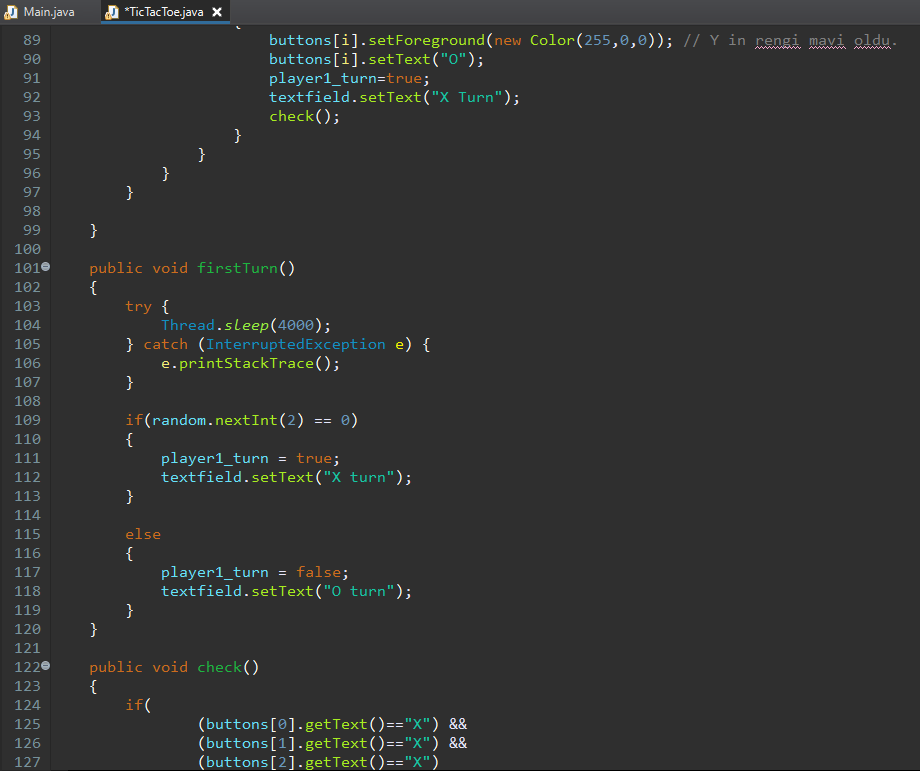 Main.java *TicTacToe.java
{
89 buttons[i].setForeground(new Color(255,0,0)); // Y in rengi mavi oldu.
90 buttons[i].setText("O");
91 player1_turn=true;
92 textfield.setText("X Turn");
93 check();
94 }
95 }
96 }
97 }
98
99 }
100
101 public void firstTurn()
102 {
103 try {
104 Thread.sleep(4000);
105 } catch (InterruptedException e) {
106 e.printStackTrace();
107 }
108
109 if(random.nextInt(2) == 0)
110 {
111 player1_turn = true;
112 textfield.setText("X turn");
113 }
114
115 else
116 {
117 player1_turn = false;
118 textfield.setText("O turn");
119 }
120 }
121
122 public void check()
123 {
124 if(
125 (buttons[0].getText()=="X") &&
126 (buttons[1].getText()=="X") &&
127 (buttons[2].getText()=="X")